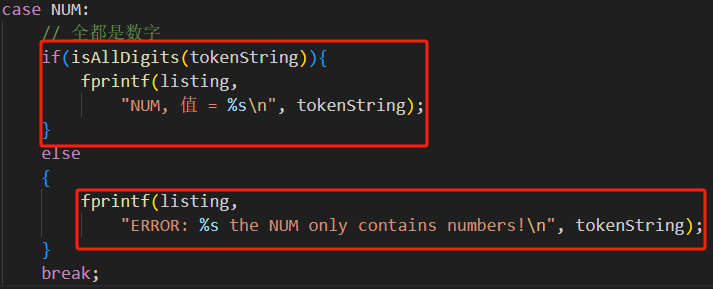 case NUM:
// 全都是数字
if(isAllDigits(tokenString)){
fprintf(listing,
"NUM, 值 = %s\n", tokenString);
}
else
{
fprintf(listing,
"ERROR: %s the NUM only contains numbers!\n", tokenString);
}
break;